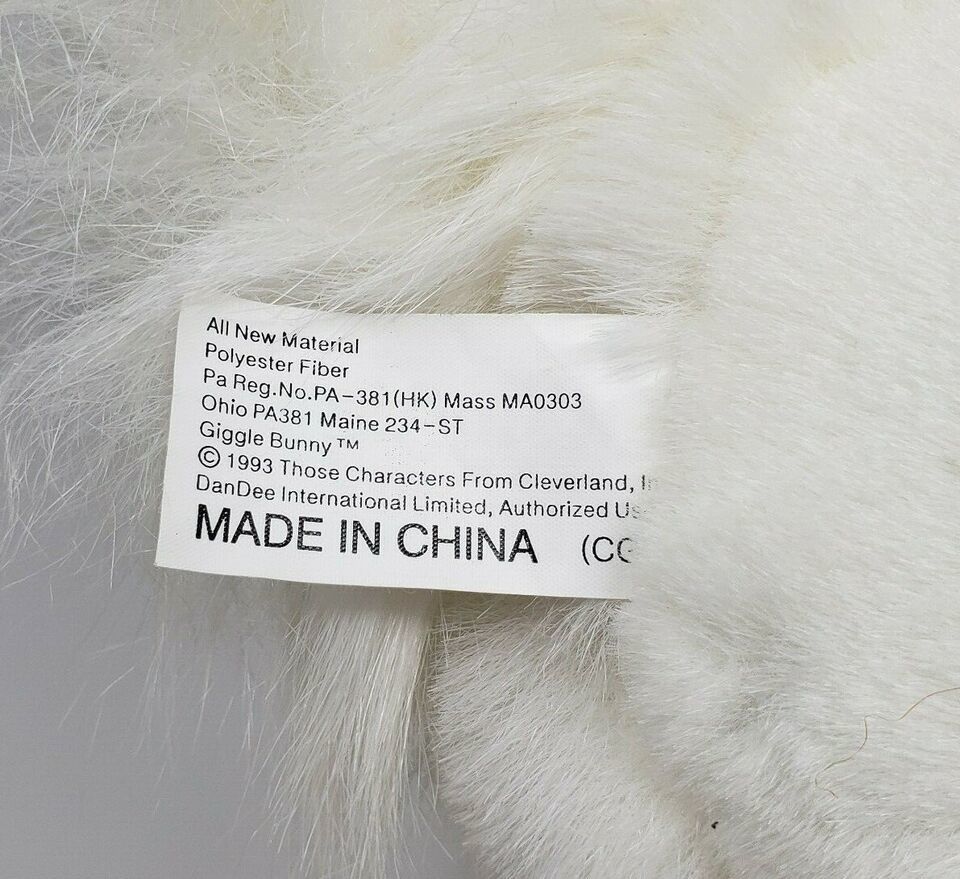 All New Material
Polyester Fiber
Pa Reg.No.PA-381(HK) Mass MA0303
Ohio PA381 Maine 234-ST
Giggle Bunny ™
© 1993 Those Characters From Cleverland,
DanDee International Limited, Authorized
MADE IN CHINA